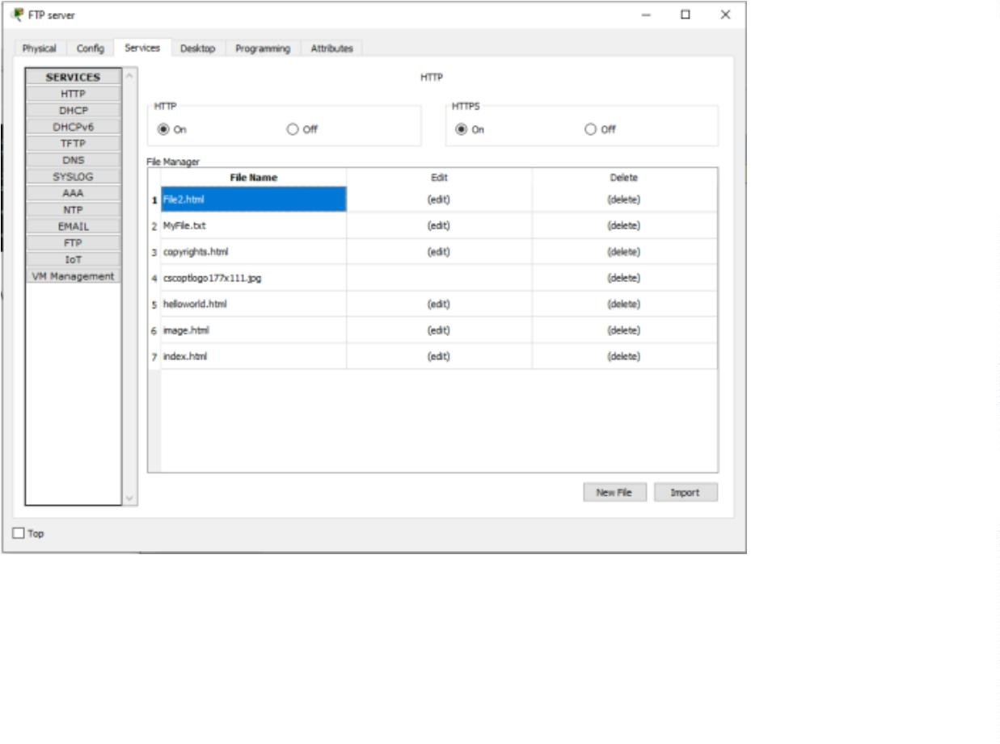 FTP server
Physical Config Services Desktop Programming Attributes
SERVICES
HTTP
DHCP
DHCPv6
TFTP
DNS
SYSLOG
AAA
NTP
EMAIL
FTP
IoT
VM Management
HTTP
HTTP
On Off
HTTPS
On Off
File Manager
File Name Edit Delete
1 File2.html (edit) (delete)
2 MyFile.txt (edit) (delete)
3 copyrights.html (edit) (delete)
4 cscoptlogo177x111.jpg (delete)
5 helloworld.html (edit) (delete)
6 image.html (edit) (delete)
7 index.html (edit) (delete)
New File Import
Top